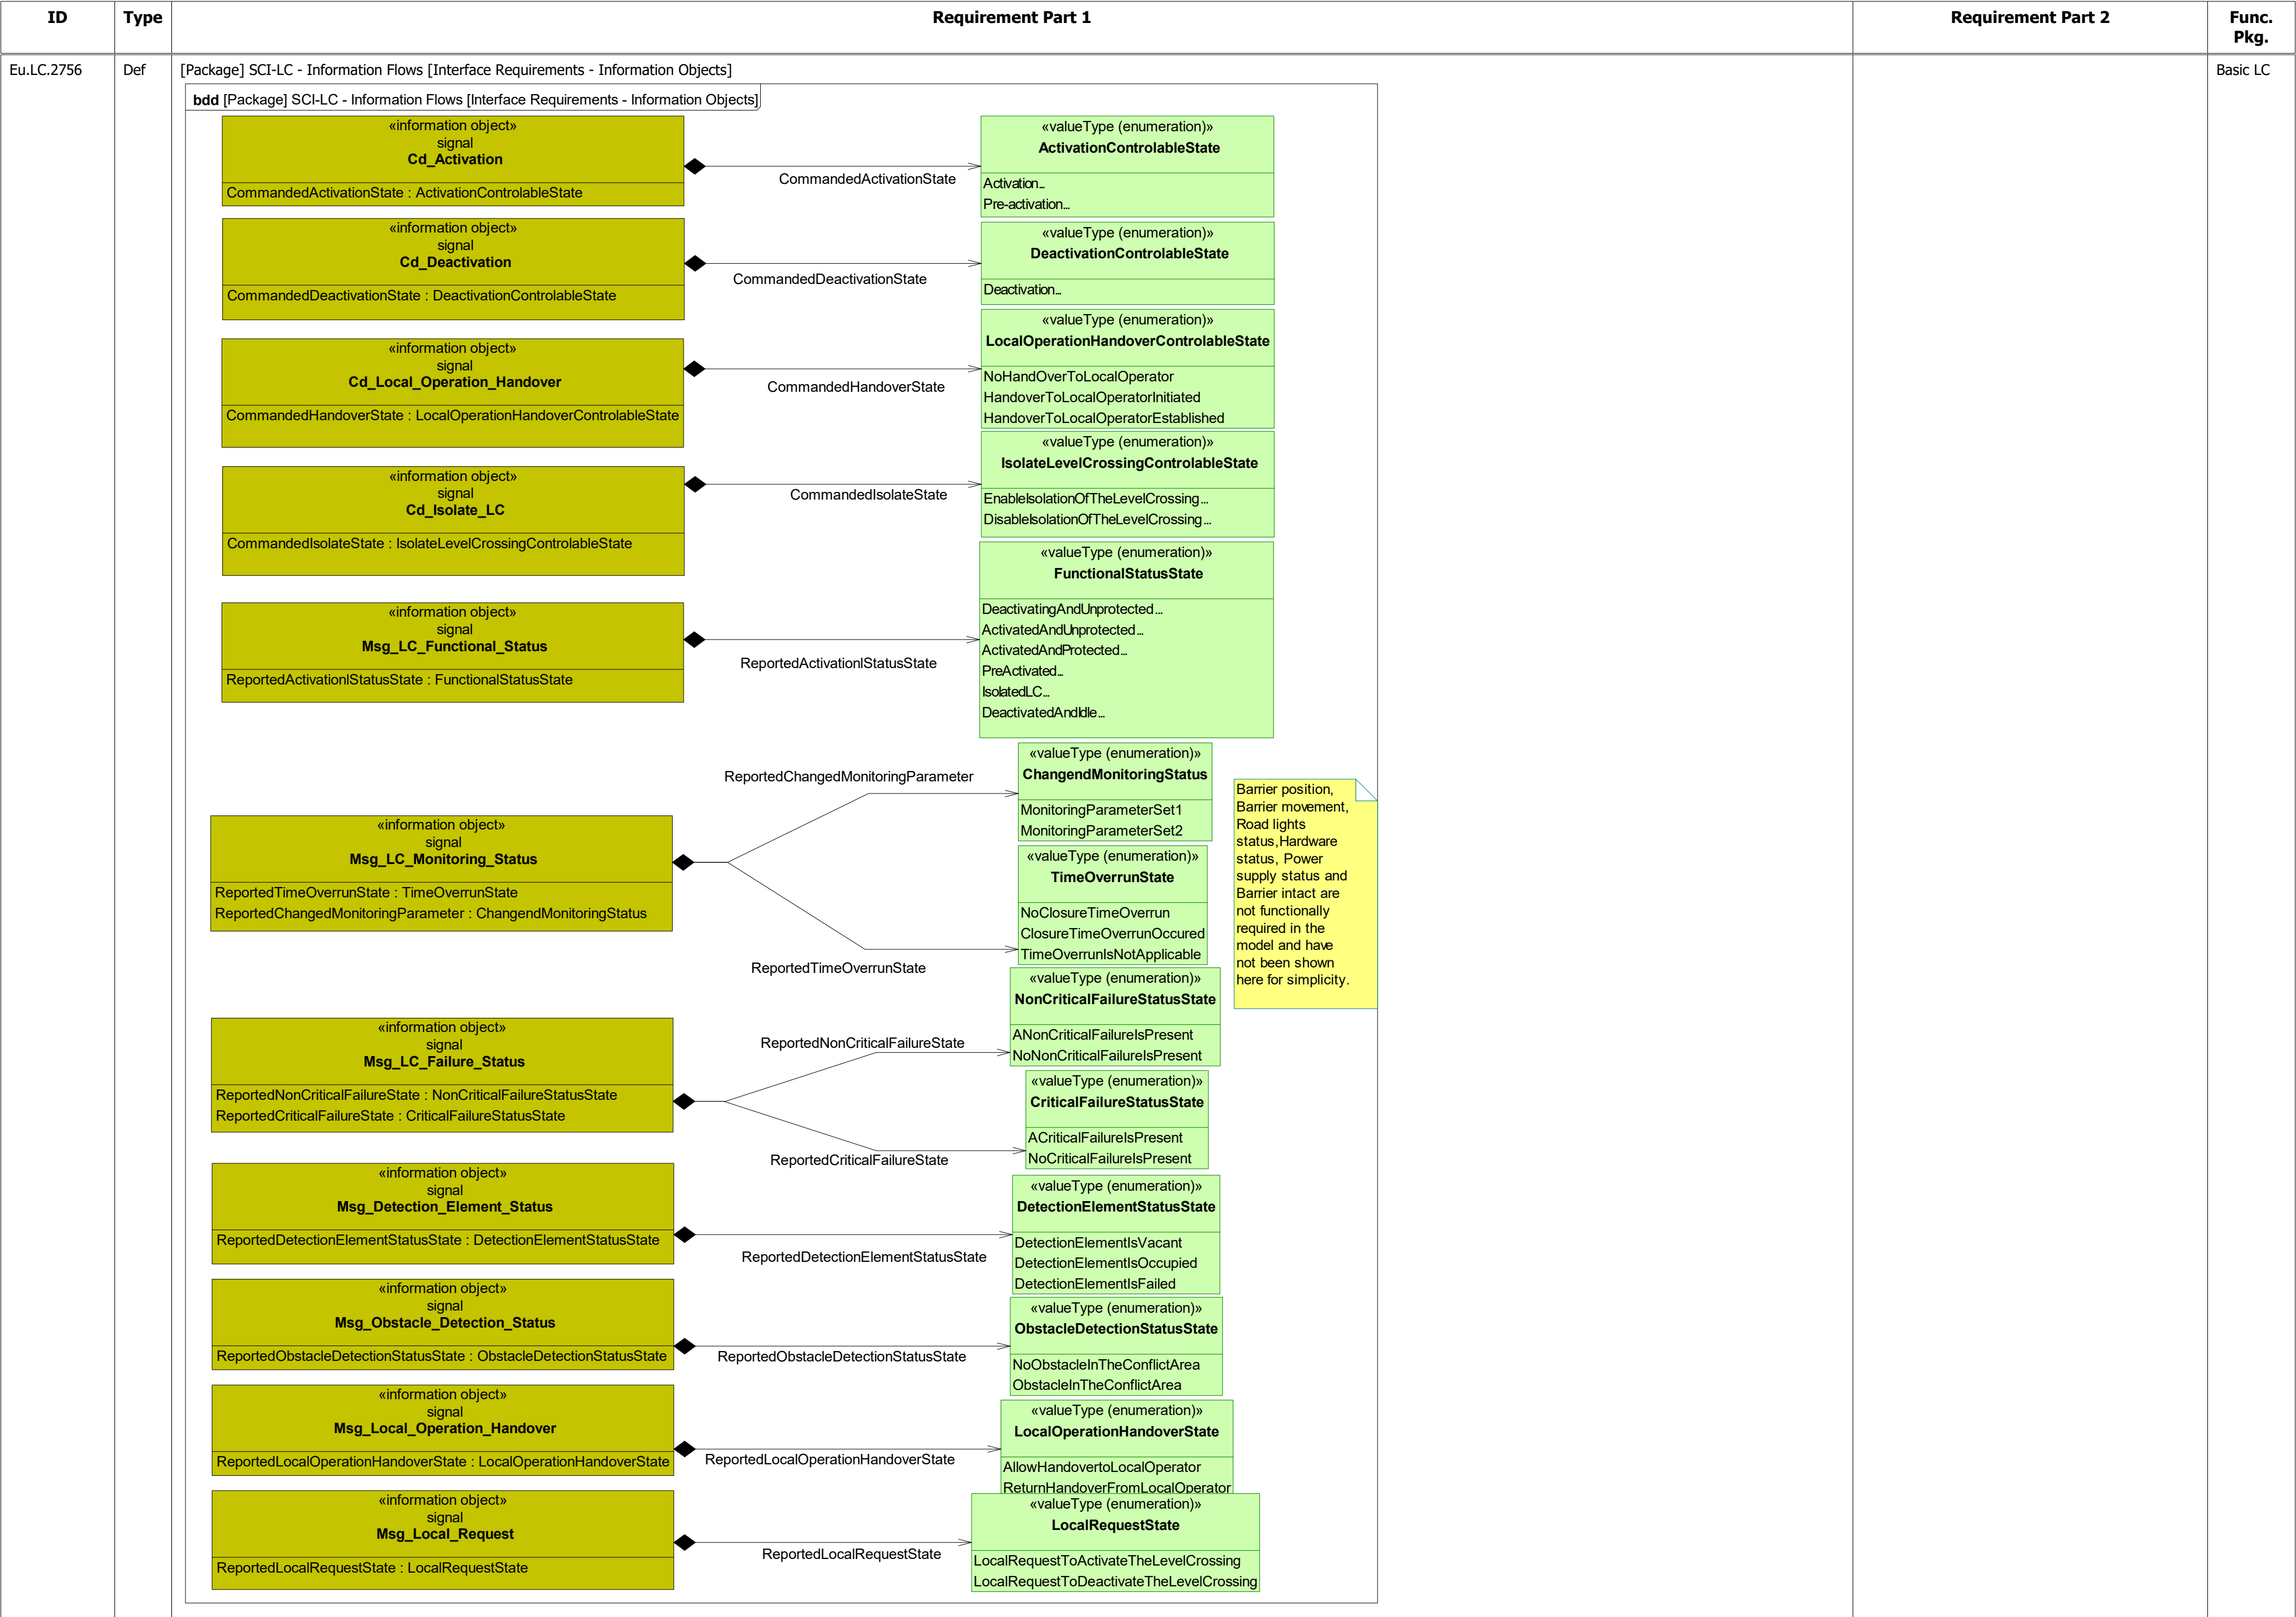 ID
Type
Requirement Part 1
Requirement Part 2
Func.
Pkg.
Eu.LC.2756
Def
[Package] SCI-LC - Information Flows [Interface Requirements - Information Objects]
Basic LC
bdd [Package] SCI-LC - Information Flows [Interface Requirements - Information Objects]
«information object»
signal
Cd_Activation
CommandedActivationState : ActivationControlableState
CommandedActivationState
«valueType (enumeration)»
ActivationControlableState
Activation...
Pre-activation...
«information object»
signal
Cd_Deactivation
CommandedDeactivationState : DeactivationControlableState
CommandedDeactivationState
«valueType (enumeration)»
DeactivationControlableState
Deactivation...
«information object»
signal
Cd_Local_Operation_Handover
CommandedHandoverState : LocalOperationHandoverControlableState
CommandedHandoverState
«valueType (enumeration)»
LocalOperationHandoverControlableState
NoHandOverToLocalOperator
HandoverToLocalOperatorInitiated
HandoverToLocalOperatorEstablished
«information object»
signal
Cd_Isolate_LC
CommandedIsolateState : IsolateLevelCrossingControlableState
CommandedIsolateState
«valueType (enumeration)»
IsolateLevelCrossingControlableState
EnableIsolationOfTheLevelCrossing...
DisableIsolationOfTheLevelCrossing...
«information object»
signal
Msg_LC_Functional_Status
ReportedActivationlStatusState : FunctionalStatusState
ReportedActivationlStatusState
«valueType (enumeration)»
FunctionalStatusState
DeactivatingAndUnprotected...
ActivatedAndUnprotected...
ActivatedAndProtected...
PreActivated...
IsolatedLC...
DeactivatedAndIdle...
«information object»
signal
Msg_LC_Monitoring_Status
ReportedTimeOverrunState : TimeOverrunState
ReportedChangedMonitoringParameter : ChangendMonitoringStatus
ReportedChangedMonitoringParameter
«valueType (enumeration)»
ChangendMonitoringStatus
MonitoringParameterSet1
MonitoringParameterSet2
ReportedTimeOverrunState
«valueType (enumeration)»
TimeOverrunState
NoClosureTimeOverrun
ClosureTimeOverrunOccured
TimeOverrunIsNotApplicable
Barrier position,
Barrier movement,
Road lights
status,Hardware
status, Power
supply status and
Barrier intact are
not functionally
required in the
model and have
not been shown
here for simplicity.
«information object»
signal
Msg_LC_Failure_Status
ReportedNonCriticalFailureState : NonCriticalFailureStatusState
ReportedCriticalFailureState : CriticalFailureStatusState
ReportedNonCriticalFailureState
«valueType (enumeration)»
NonCriticalFailureStatusState
ANonCriticalFailureIsPresent
NoNonCriticalFailureIsPresent
ReportedCriticalFailureState
«valueType (enumeration)»
CriticalFailureStatusState
ACriticalFailureIsPresent
NoCriticalFailureIsPresent
«information object»
signal
Msg_Detection_Element_Status
ReportedDetectionElementStatusState : DetectionElementStatusState
ReportedDetectionElementStatusState
«valueType (enumeration)»
DetectionElementStatusState
DetectionElementIsVacant
DetectionElementIsOccupied
DetectionElementIsFailed
«information object»
signal
Msg_Obstacle_Detection_Status
ReportedObstacleDetectionStatusState : ObstacleDetectionStatusState
ReportedObstacleDetectionStatusState
«valueType (enumeration)»
ObstacleDetectionStatusState
NoObstacleInTheConflictArea
ObstacleInTheConflictArea
«information object»
signal
Msg_Local_Operation_Handover
ReportedLocalOperationHandoverState : LocalOperationHandoverState
ReportedLocalOperationHandoverState
«valueType (enumeration)»
LocalOperationHandoverState
AllowHandovertoLocalOperator
ReturnHandoverFromLocalOperator
«information object»
signal
Msg_Local_Request
ReportedLocalRequestState : LocalRequestState
ReportedLocalRequestState
«valueType (enumeration)»
LocalRequestState
LocalRequestToActivateTheLevelCrossing
LocalRequestToDeactivateTheLevelCrossing